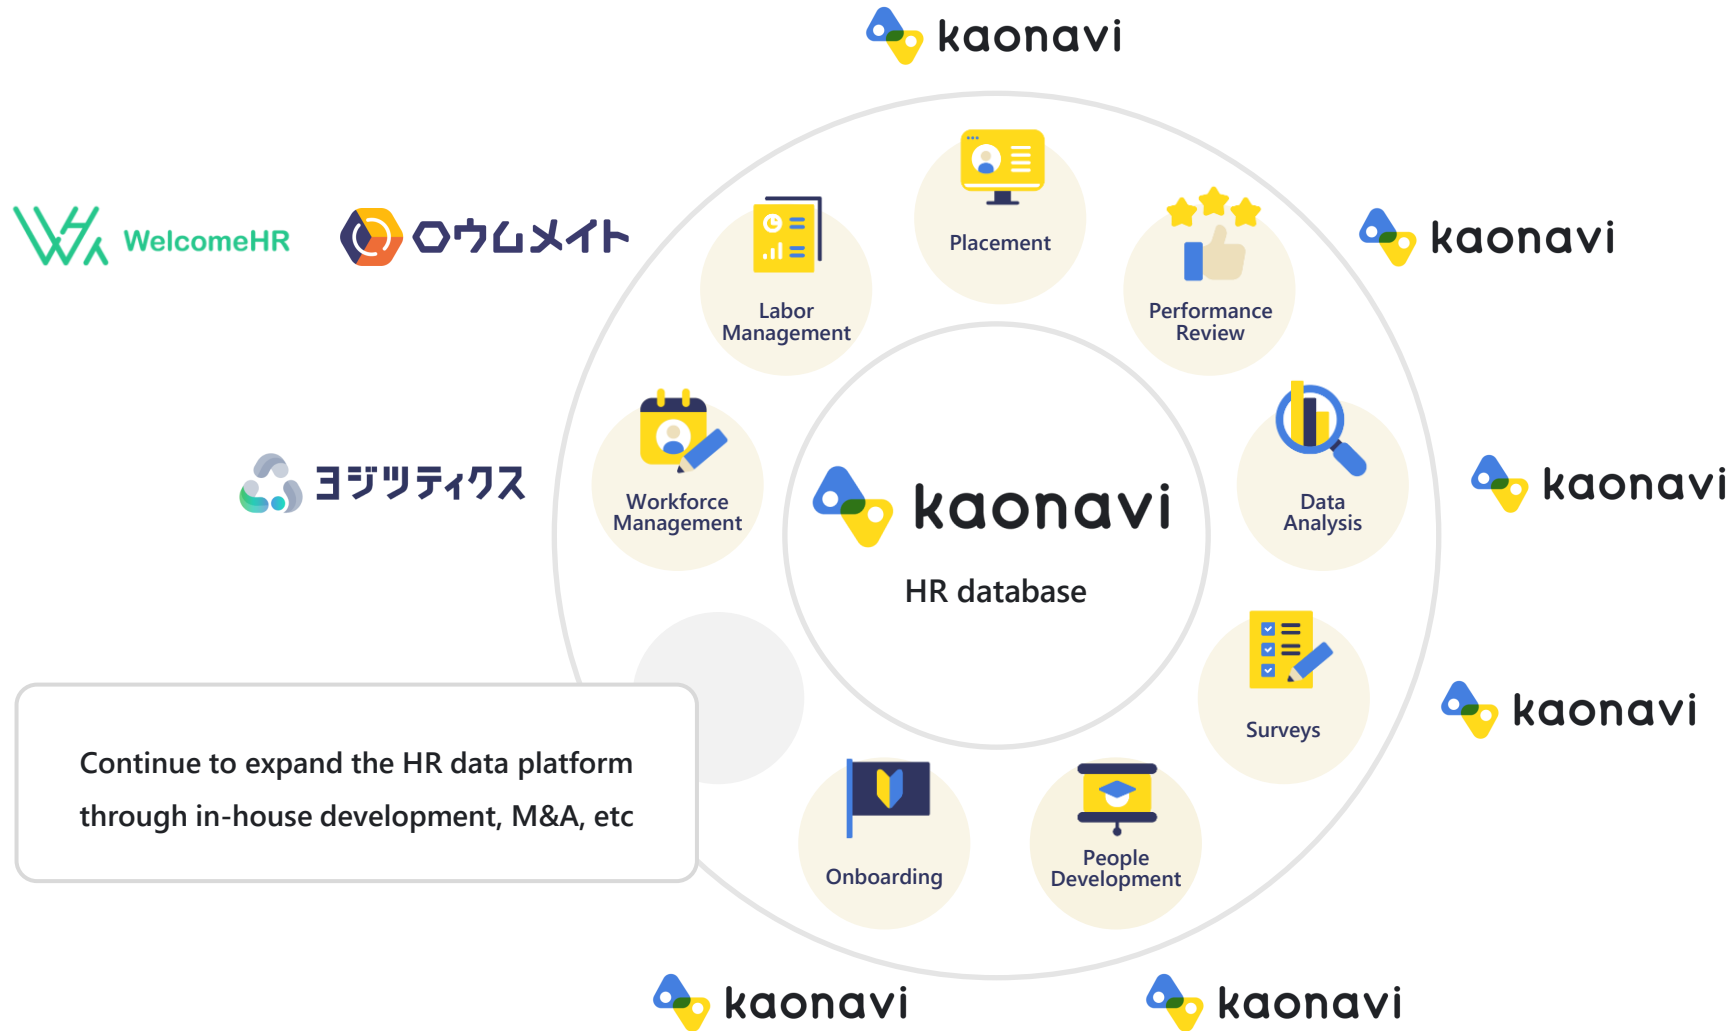 kaonavi
WelcomeHR
ロウムメイト
kaonavi
Placement
Labor
Management
Performance
Review
ヨジツティクス
Workforce
Management
kaonavi
HR database
Data
Analysis
kaonavi
Surveys
kaonavi
Continue to expand the HR data platform
through in-house development, M&A, etc
Onboarding
People
Development
kaonavi
kaonavi